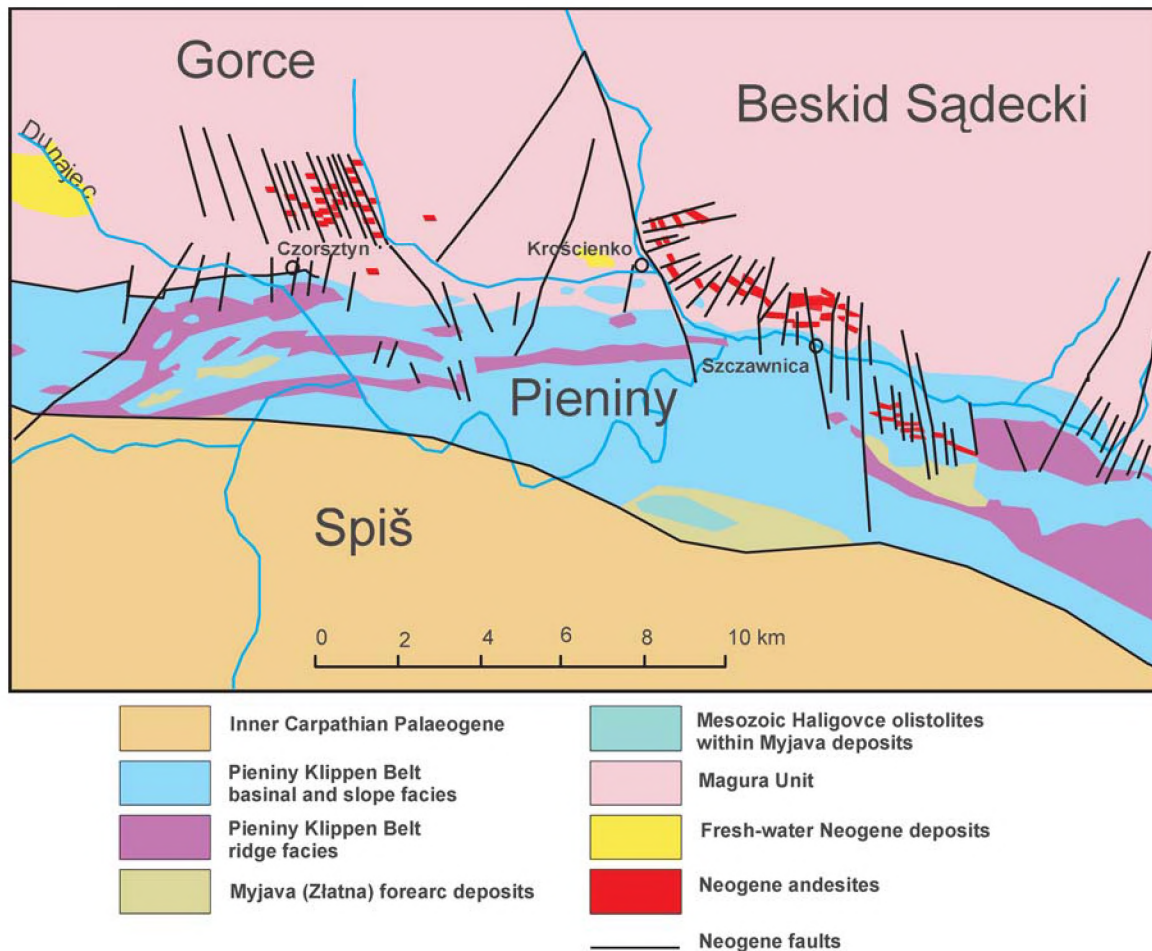 Gorce
Beskid Sądecki
Dunajec
Czorsztyn
Krościenko
Szczawnica
Pieniny
Spiš
0 2 4 6 8 10 km
Inner Carpathian Palaeogene
Pieniny Klippen Belt
basinal and slope facies
Pieniny Klippen Belt
ridge facies
Myjava (Złatna) forearc deposits
Mesozoic Haligovce olistolites
within Myjava deposits
Magura Unit
Fresh-water Neogene deposits
Neogene andesites
Neogene faults